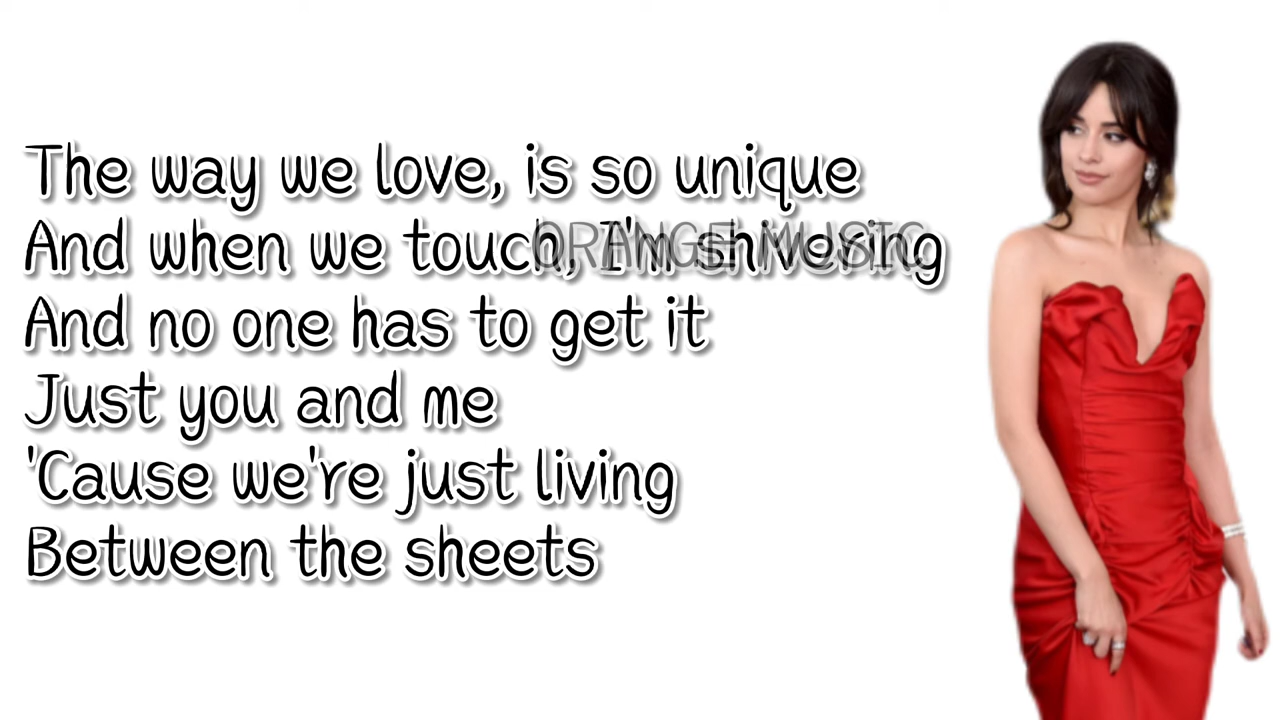 The way we love, is so unique
And when we touch, I'm shivering
ORANGE MUSIC
And no one has to get it
Just you and me
'Cause we're just living
Between the sheets